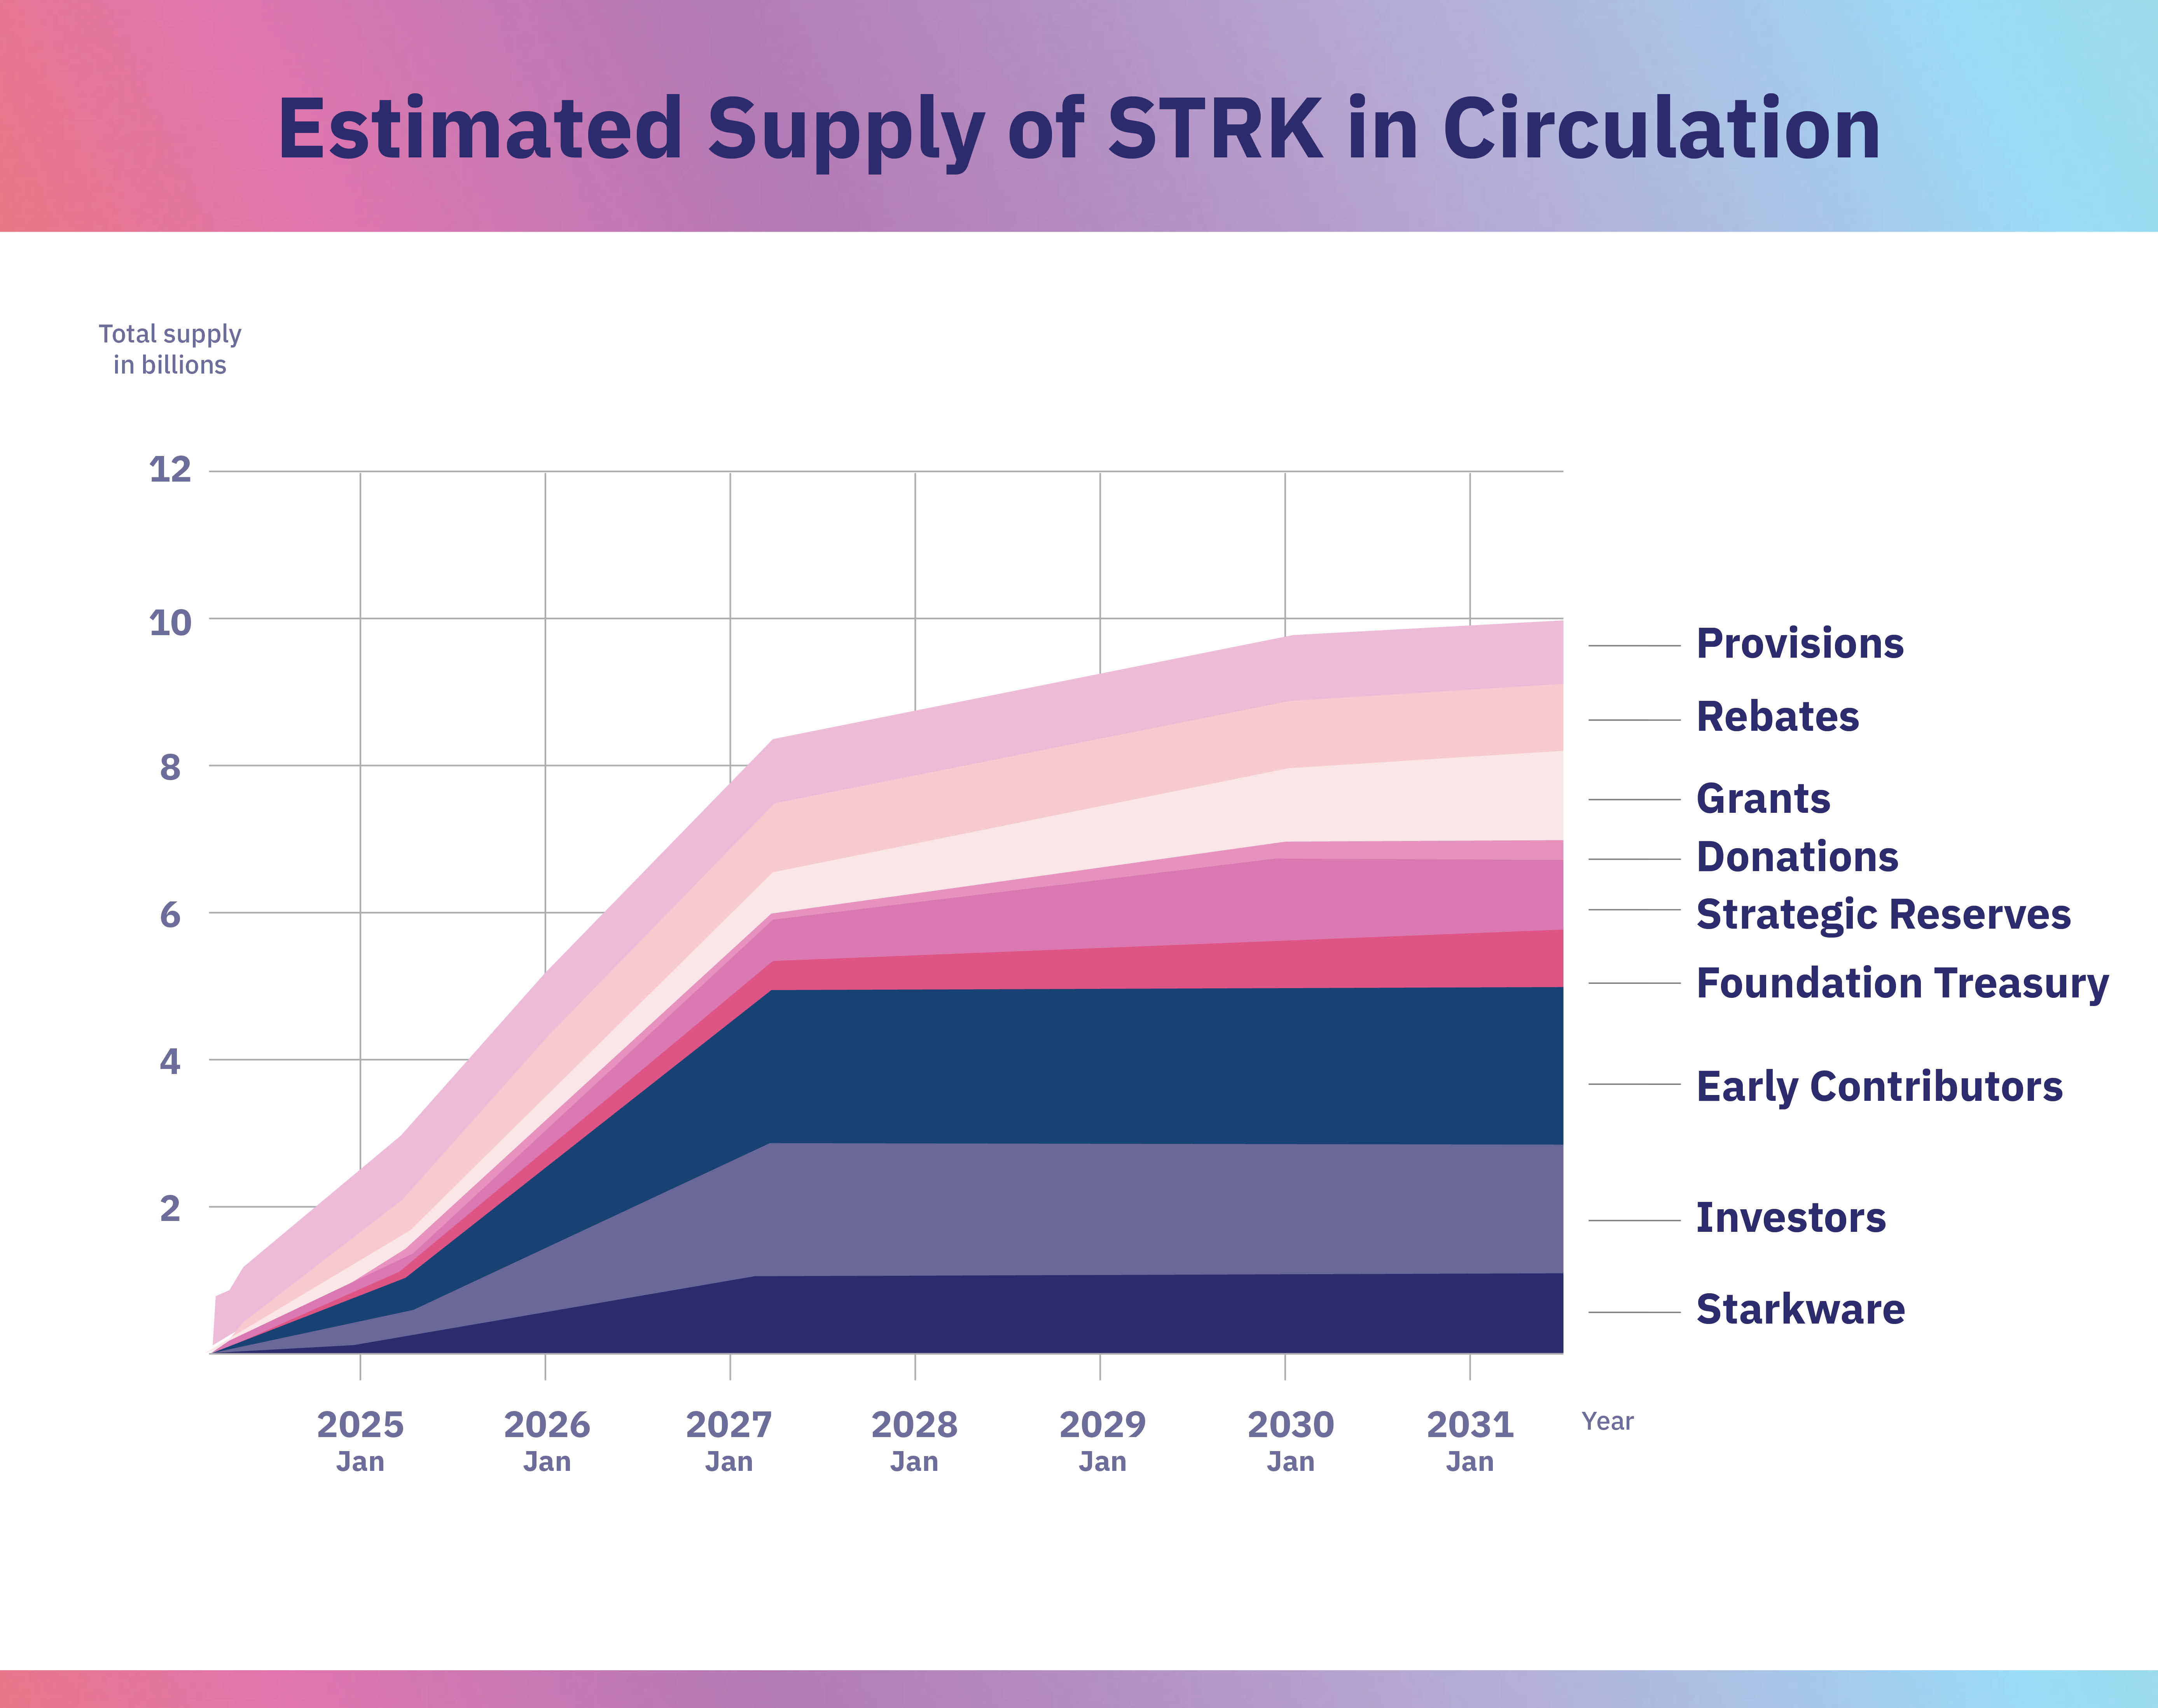 Estimated Supply of STRK in Circulation
Total supply
in billions
12
10
8
6
4
2
Provisions
Rebates
Grants
Donations
Strategic Reserves
Foundation Treasury
Early Contributors
Investors
Starkware
2025 2026 2027 2028 2029 2030 2031 Year
Jan Jan Jan Jan Jan Jan Jan